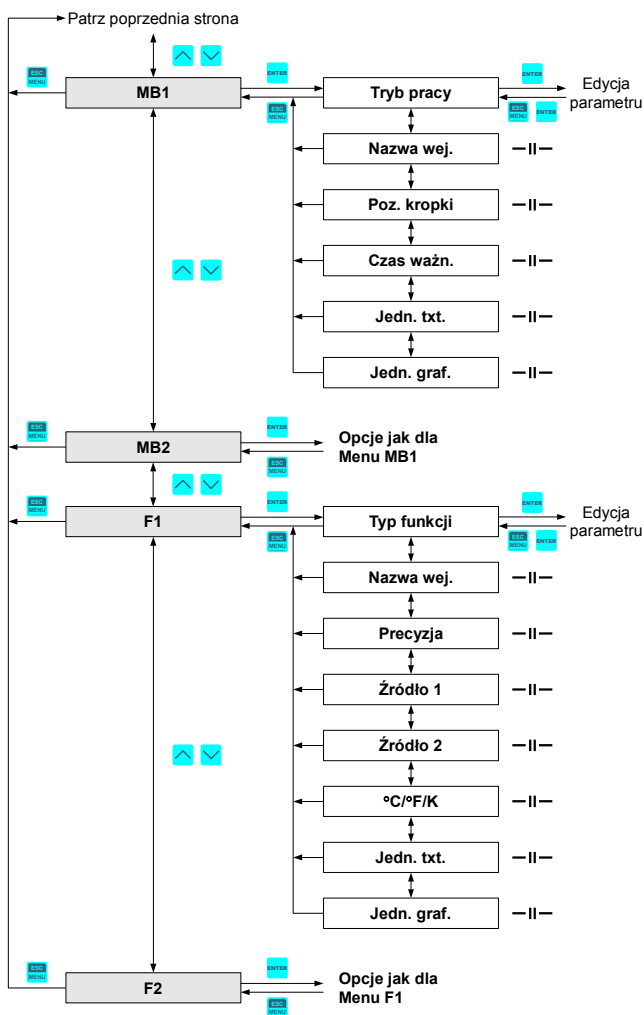 Patrz poprzednia strona
ESC
MENU
ENTER
ENTER
MB1
Tryb pracy
Edycja
parametru
ESC
MENU
ESC
MENU
ENTER
Nazwa wej.
—II—
Poz. kropki
—II—
Czas ważn.
—II—
Jedn. txt.
—II—
Jedn. graf.
—II—
ESC
MENU
ENTER
MB2
Opcje jak dla
Menu MB1
ESC
MENU
ESC
MENU
ENTER
ENTER
F1
Typ funkcji
Edycja
parametru
ESC
MENU
ESC
MENU
ENTER
Nazwa wej.
—II—
Precyzja
—II—
Źródło 1
—II—
Źródło 2
—II—
°C/°F/K
—II—
Jedn. txt.
—II—
Jedn. graf.
—II—
ESC
MENU
ENTER
F2
Opcje jak dla
Menu F1
ESC
MENU